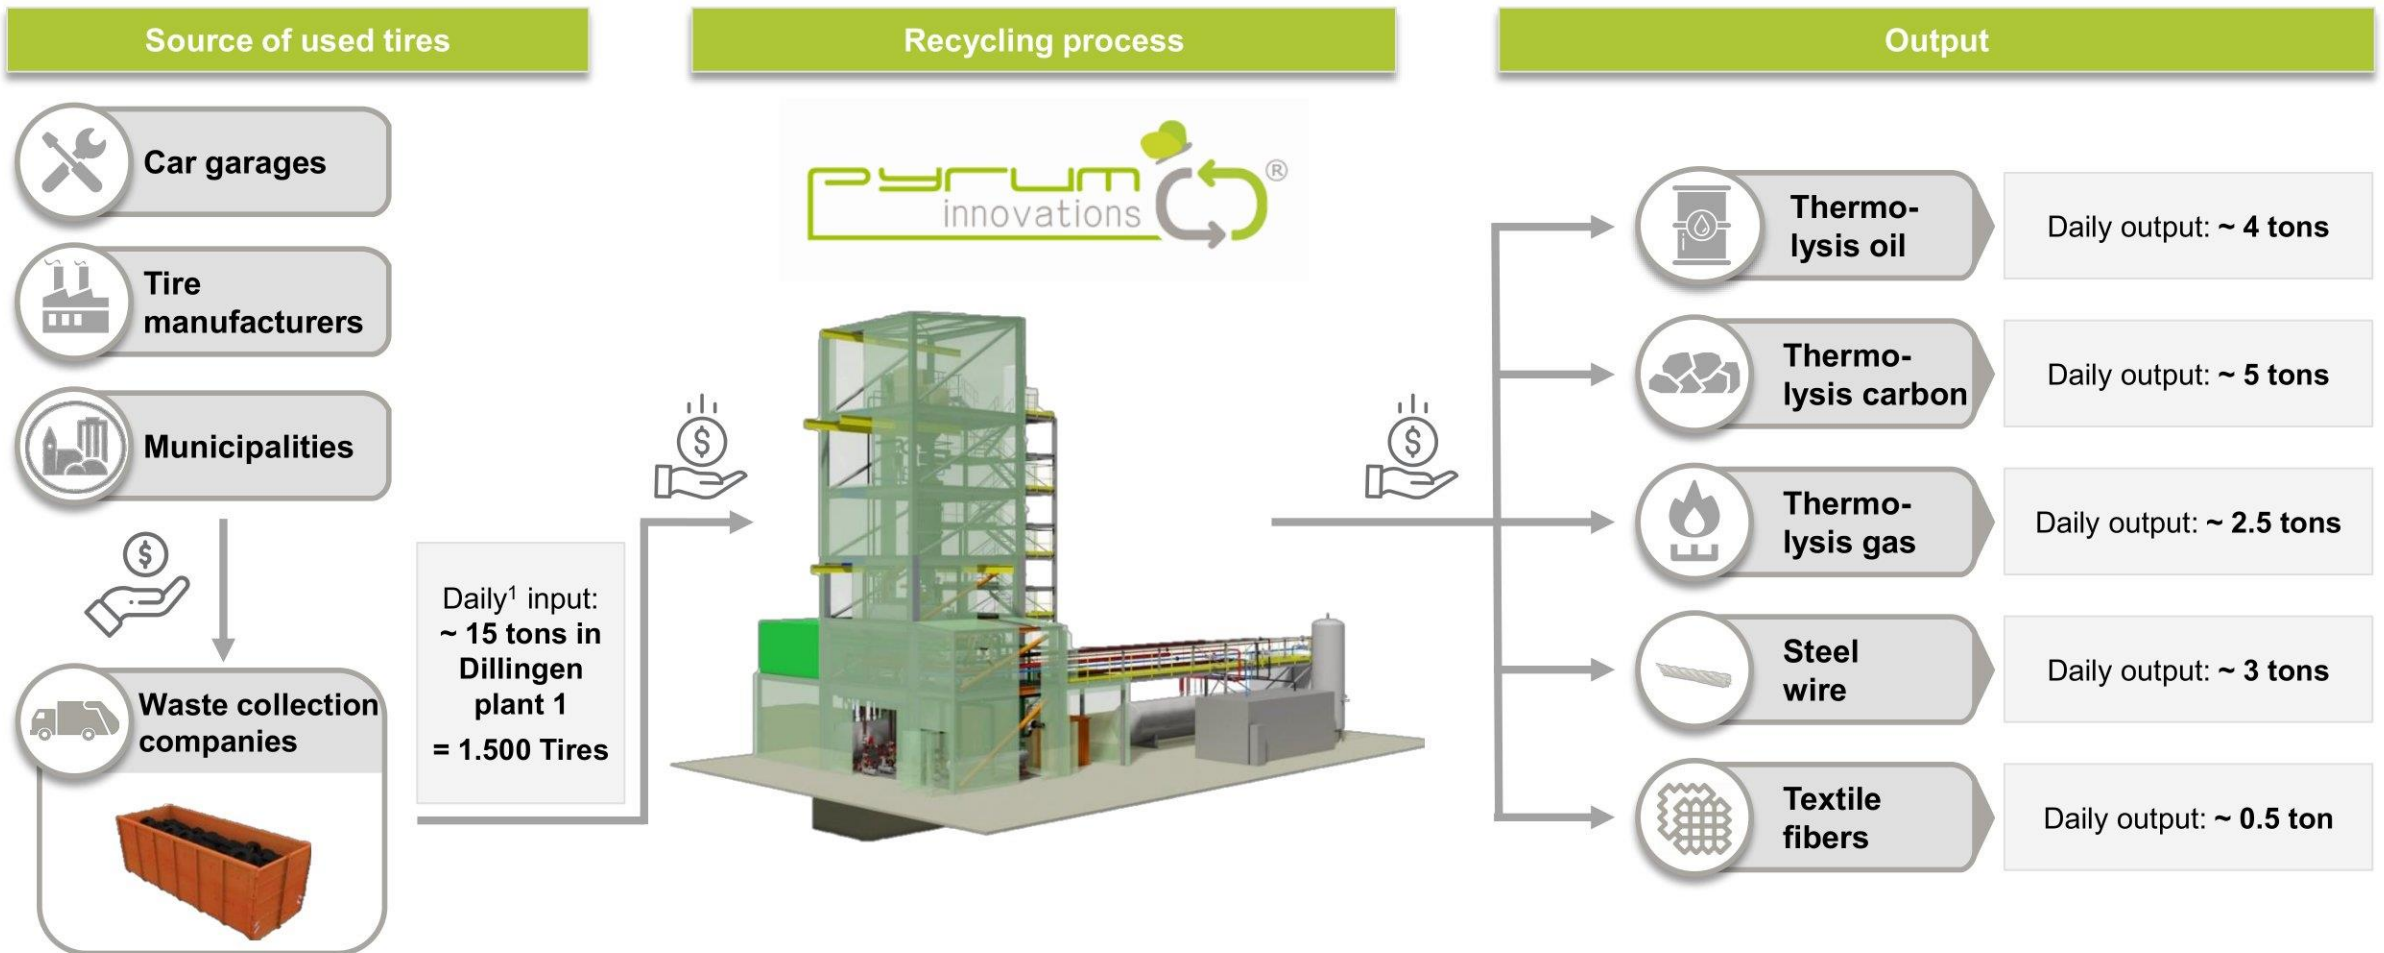 Source of used tires
Car garages
Tire
manufacturers
Municipalities
$
Waste collection
companies
Daily¹ input:
~ 15 tons in
Dillingen
plant 1
= 1.500 Tires
Recycling process
pyrum
innovations
®
$
$
Output
Thermo-
lysis oil
Daily output: ~ 4 tons
Thermo-
lysis carbon
Daily output: ~ 5 tons
Thermo-
lysis gas
Daily output: ~ 2.5 tons
Steel
wire
Daily output: ~ 3 tons
Textile
fibers
Daily output: ~ 0.5 ton